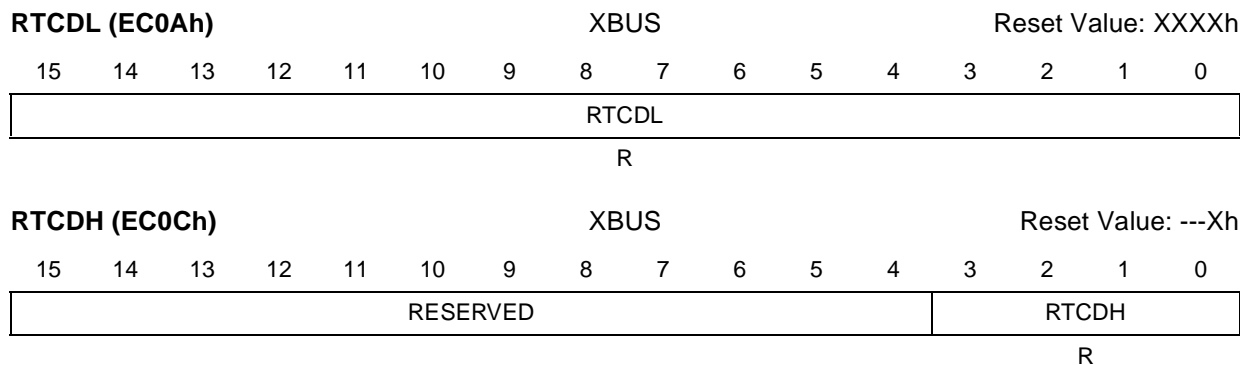 RTCDL (EC0Ah) XBUS Reset Value: XXXXh
15 14 13 12 11 10 9 8 7 6 5 4 3 2 1 0
RTCDL
R
RTCDH (EC0Ch) XBUS Reset Value: ---Xh
15 14 13 12 11 10 9 8 7 6 5 4 3 2 1 0
RESERVED RTCDH
R